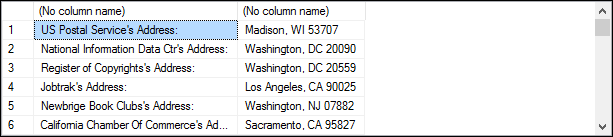 (No column name) (No column name)
1 US Postal Service's Address: Madison, WI 53707
2 National Information Data Ctr's Address: Washington, DC 20090
3 Register of Copyrights's Address: Washington, DC 20559
4 Jobtrak's Address: Los Angeles, CA 90025
5 Newbrige Book Clubs's Address: Washington, NJ 07882
6 California Chamber Of Commerce's Ad... Sacramento, CA 95827